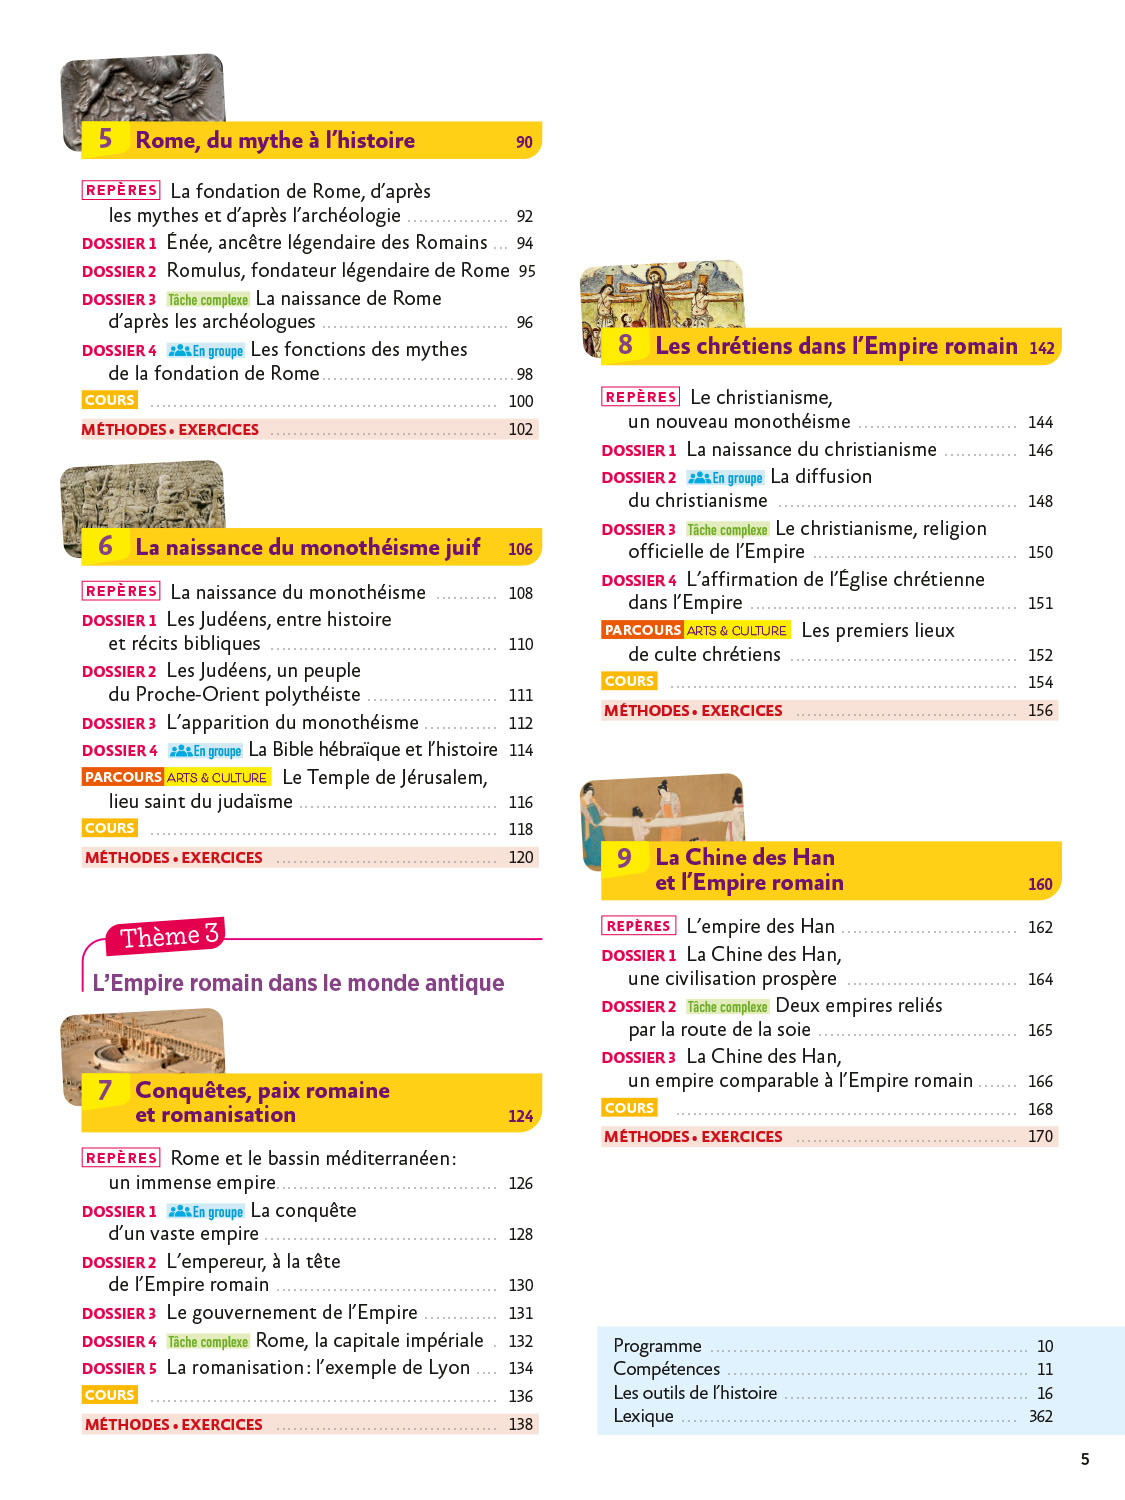 5 Rome, du mythe à l'histoire 90
REPÈRES La fondation de Rome, d'après
les mythes et d'après l'archéologie .................. 92
DOSSIER 1 Énée, ancêtre légendaire des Romains ... 94
DOSSIER 2 Romulus, fondateur légendaire de Rome 95
DOSSIER 3 Tâche complexe La naissance de Rome
d'après les archéologues ................................. 96
DOSSIER 4 En groupe Les fonctions des mythes
de la fondation de Rome.................................. 98
COURS ............................................................. 100
MÉTHODES • EXERCICES ........................................ 102
6 La naissance du monothéisme juif 106
REPÈRES La naissance du monothéisme ........... 108
DOSSIER 1 Les Judéens, entre histoire
et récits bibliques ........................................ 110
DOSSIER 2 Les Judéens, un peuple
du Proche-Orient polythéiste ....................... 111
DOSSIER 3 L'apparition du monothéisme ............. 112
DOSSIER 4 En groupe La Bible hébraïque et l'histoire 114
PARCOURS ARTS & CULTURE Le Temple de Jérusalem,
lieu saint du judaïsme ................................... 116
COURS ............................................................. 118
MÉTHODES • EXERCICES ....................................... 120
Thème 3
L'Empire romain dans le monde antique
7 Conquêtes, paix romaine
et romanisation 124
REPÈRES Rome et le bassin méditerranéen :
un immense empire....................................... 126
DOSSIER 1 En groupe La conquête
d'un vaste empire ......................................... 128
DOSSIER 2 L'empereur, à la tête
de l'Empire romain ....................................... 130
DOSSIER 3 Le gouvernement de l'Empire ............. 131
DOSSIER 4 Tâche complexe Rome, la capitale impériale . 132
DOSSIER 5 La romanisation : l'exemple de Lyon .... 134
COURS ............................................................. 136
MÉTHODES • EXERCICES ....................................... 138
8 Les chrétiens dans l'Empire romain 142
REPÈRES Le christianisme,
un nouveau monothéisme ............................ 144
DOSSIER 1 La naissance du christianisme ............. 146
DOSSIER 2 En groupe La diffusion
du christianisme .......................................... 148
DOSSIER 3 Tâche complexe Le christianisme, religion
officielle de l'Empire .................................... 150
DOSSIER 4 L'affirmation de l'Église chrétienne
dans l'Empire ............................................... 151
PARCOURS ARTS & CULTURE Les premiers lieux
de culte chrétiens ........................................ 152
COURS ............................................................. 154
MÉTHODES • EXERCICES ....................................... 156
9 La Chine des Han
et l'Empire romain 160
REPÈRES L'empire des Han ............................... 162
DOSSIER 1 La Chine des Han,
une civilisation prospère .............................. 164
DOSSIER 2 Tâche complexe Deux empires reliés
par la route de la soie ................................... 165
DOSSIER 3 La Chine des Han,
un empire comparable à l'Empire romain ....... 166
COURS ............................................................ 168
MÉTHODES • EXERCICES ....................................... 170
Programme ........................................................ 10
Compétences ..................................................... 11
Les outils de l'histoire ....................................... 16
Lexique ........................................................... 362
5